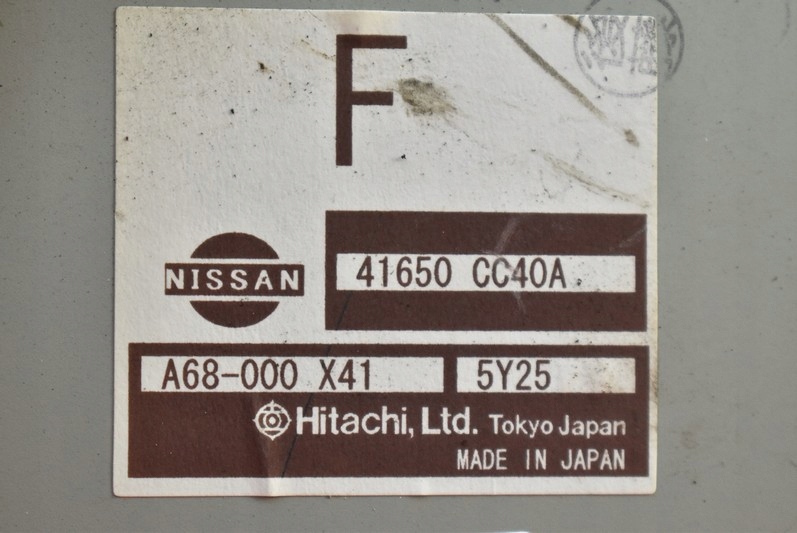 F
NISSAN
41650 CC40A
A68-000 X41
5Y25
Hitachi, Ltd. Tokyo Japan
MADE IN JAPAN